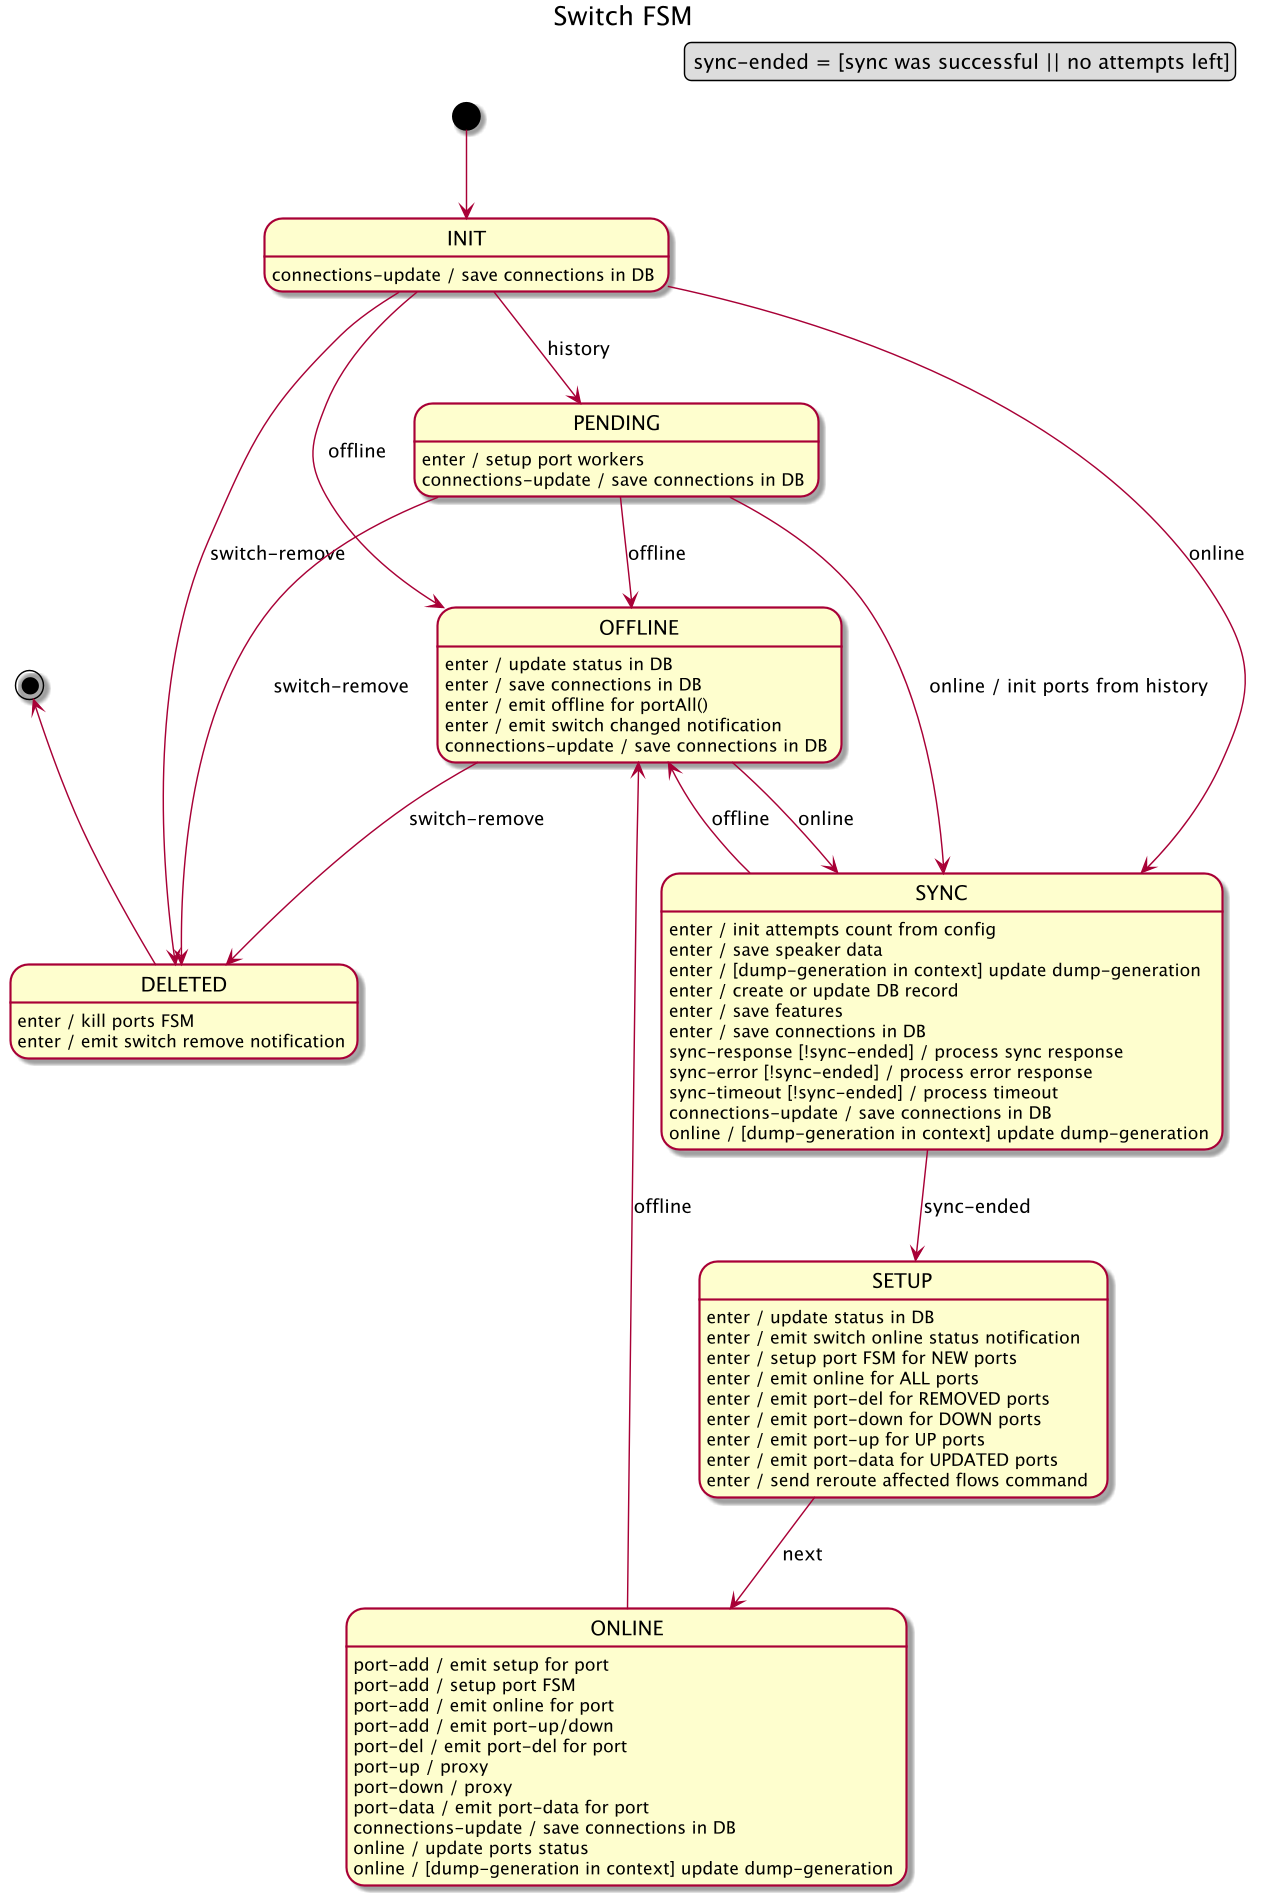 Switch FSM
sync-ended = [sync was successful || no attempts left]
INIT
connections-update / save connections in DB
history
offline
PENDING
enter / setup port workers
connections-update / save connections in DB
switch-remove
offline
online
OFFLINE
enter / update status in DB
enter / save connections in DB
enter / emit offline for portAll()
enter / emit switch changed notification
connections-update / save connections in DB
switch-remove
online / init ports from history
switch-remove
offline
online
SYNC
enter / init attempts count from config
enter / save speaker data
enter / [dump-generation in context] update dump-generation
enter / create or update DB record
enter / save features
enter / save connections in DB
sync-response [!sync-ended] / process sync response
sync-error [!sync-ended] / process error response
sync-timeout [!sync-ended] / process timeout
connections-update / save connections in DB
online / [dump-generation in context] update dump-generation
DELETED
enter / kill ports FSM
enter / emit switch remove notification
offline
sync-ended
SETUP
enter / update status in DB
enter / emit switch online status notification
enter / setup port FSM for NEW ports
enter / emit online for ALL ports
enter / emit port-del for REMOVED ports
enter / emit port-down for DOWN ports
enter / emit port-up for UP ports
enter / emit port-data for UPDATED ports
enter / send reroute affected flows command
next
ONLINE
port-add / emit setup for port
port-add / setup port FSM
port-add / emit online for port
port-add / emit port-up/down
port-del / emit port-del for port
port-up / proxy
port-down / proxy
port-data / emit port-data for port
connections-update / save connections in DB
online / update ports status
online / [dump-generation in context] update dump-generation